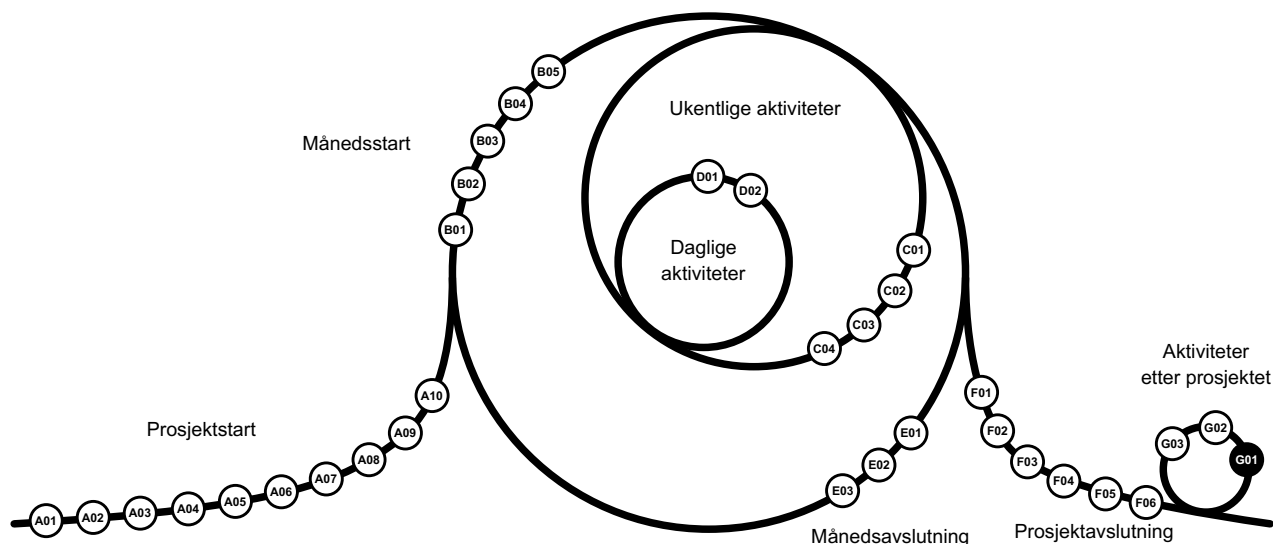 Prosjektstart
A01
A02
A03
A04
A05
A06
A07
A08
A09
A10
Månedsstart
B01
B02
B03
B04
B05
Ukentlige aktiviteter
C01
C02
C03
C04
Daglige
aktiviteter
D01
D02
Månedsavslutning
E01
E02
E03
Prosjektavslutning
F01
F02
F03
F04
F05
F06
Aktiviteter
etter prosjektet
G01
G02
G03